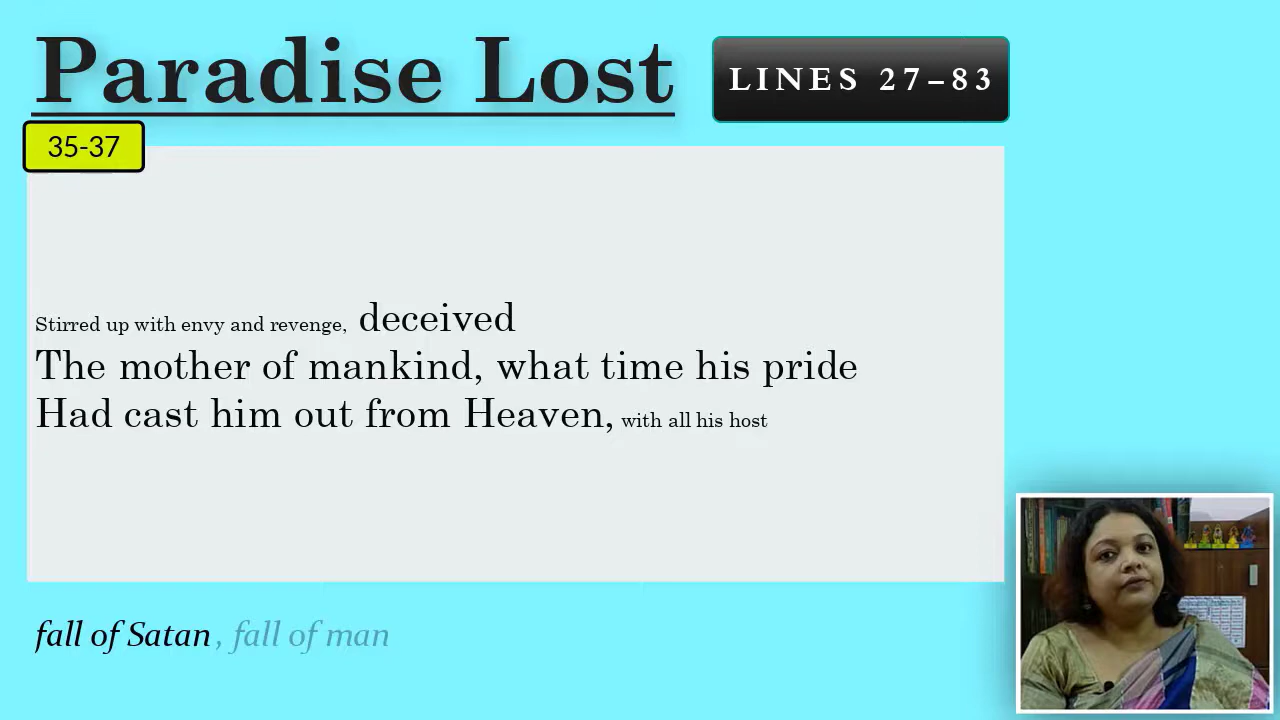 Paradise Lost
LINES 27–83
35-37
Stirred up with envy and revenge, deceived
The mother of mankind, what time his pride
Had cast him out from Heaven, with all his host
fall of Satan, fall of man